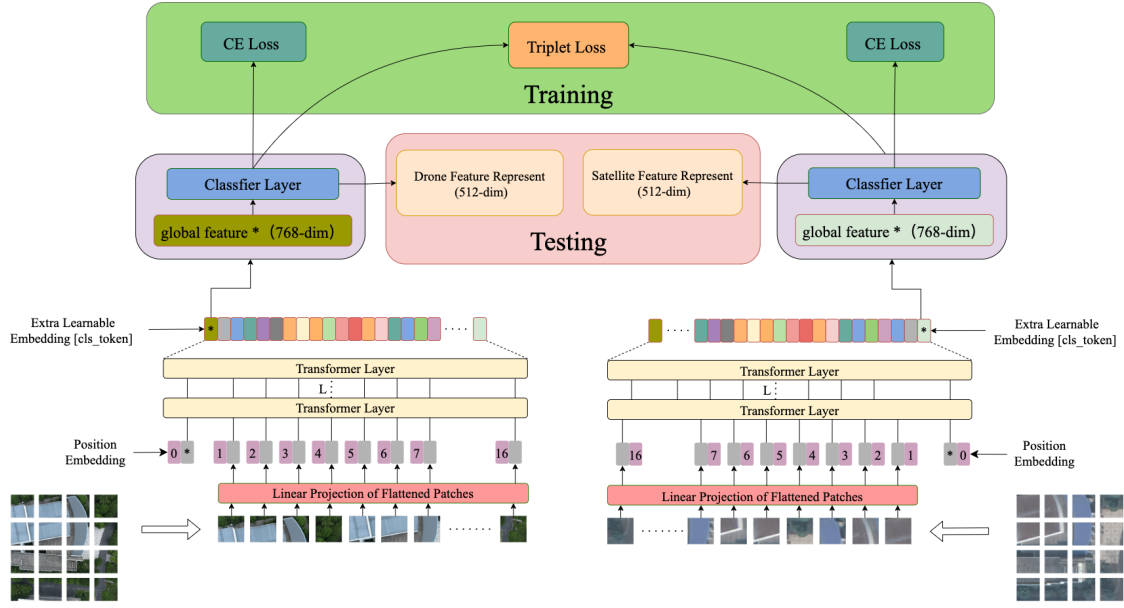 CE Loss
Triplet Loss
CE Loss
Training
Classfier Layer
global feature *（768-dim）
Drone Feature Represent
(512-dim)
Satellite Feature Represent
(512-dim)
Testing
Classfier Layer
global feature *（768-dim）
Extra Learnable
Embedding [cls_token]
*
· · · · ·
· · · · ·
*
Extra Learnable
Embedding [cls_token]
Transformer Layer
L
Transformer Layer
Transformer Layer
L
Transformer Layer
Position
Embedding
0 * 1 2 3 4 5 6 7 16
16 7 6 5 4 3 2 1 * 0
Position
Embedding
Linear Projection of Flattened Patches
Linear Projection of Flattened Patches